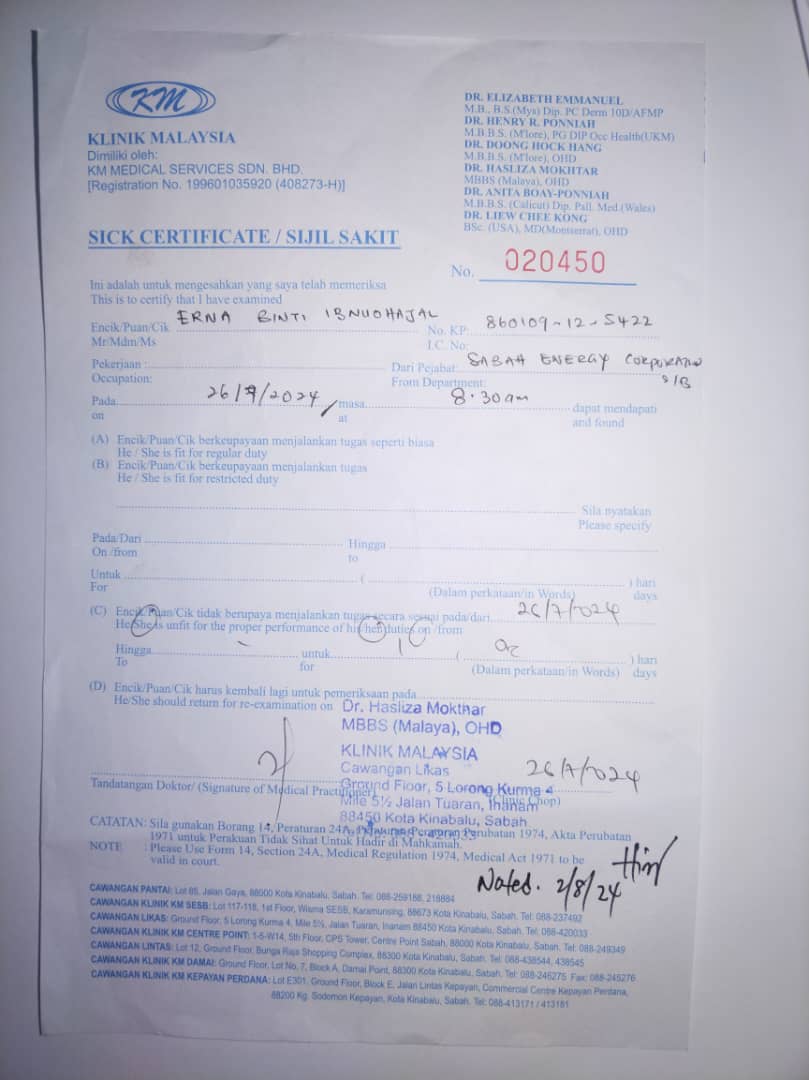 KM
KLINIK MALAYSIA
Dimiliki oleh:
KM MEDICAL SERVICES SDN. BHD.
[Registration No. 199601035920 (408273-H)]
DR. ELIZABETH EMMANUEL
M.B., B.S.(Mys) Dip. PC Derm 10D/AFMP
DR. HENRY R. PONNIAH
M.B.B.S. (M'lore), PG DIP Occ Health(UKM)
DR. DOONG HOCK HANG
M.B.B.S. (M'lore), OHD
DR. HASLIZA MOKHTAR
MBBS (Malaya), OHD
DR. ANITA BOAY-PONNIAH
M.B.B.S. (Calicut) Dip. Pall. Med.(Wales)
DR. LIEW CHEE KONG
BSc. (USA), MD(Montserrat), OHD
SICK CERTIFICATE / SIJIL SAKIT
No. 020450
Ini adalah untuk mengesahkan yang saya telah memeriksa
This is to certify that I have examined
Encik/Puan/Cik ERNA BINTI IBNUOHAJAL No. KP: 860109-12-5422
Mr/Mdm/Ms I.C. No:
Pekerjaan : Dari Pejabat: SABAH ENERGY CORPORATION
Occupation: From Department: S/B
Pada 26/7/2024 masa 8.30am dapat mendapati
on at and found
(A) Encik/Puan/Cik berkeupayaan menjalankan tugas seperti biasa
He / She is fit for regular duty
(B) Encik/Puan/Cik berkeupayaan menjalankan tugas
He / She is fit for restricted duty
Sila nyatakan
Please specify
Pada/Dari Hingga
On /from to
Untuk ( ) hari
For (Dalam perkataan/in Words) days
(C) Encik/Puan/Cik tidak berupaya menjalankan tugas secara sesuai pada/dari 26/7/2024
He/She is unfit for the proper performance of his/her duties on /from
Hingga - untuk 1 ( ) hari
To for (Dalam perkataan/in Words) days
(D) Encik/Puan/Cik harus kembali lagi untuk pemeriksaan pada
He/She should return for re-examination on
Dr. Hasliza Mokthar
MBBS (Malaya), OHD
KLINIK MALAYSIA
Cawangan Likas
Ground Floor, 5 Lorong Kurma 4
Mile 5½ Jalan Tuaran, Inanam
88450 Kota Kinabalu, Sabah
26/7/2024
Tandatangan Doktor/ (Signature of Medical Practitioner) (Clinic Chop)
CATATAN: Sila gunakan Borang 14, Peraturan 24A, Peraturan Perubatan 1974, Akta Perubatan
1971 untuk Perakuan Tidak Sihat Untuk Hadir di Mahkamah.
NOTE : Please Use Form 14, Section 24A, Medical Regulation 1974, Medical Act 1971 to be
valid in court.
Noted. 2/8/24
CAWANGAN PANTAI: Lot 66, Jalan Gaya, 88000 Kota Kinabalu, Sabah. Tel: 088-259188, 218884
CAWANGAN KLINIK KM SESB: Lot 117-118, 1st Floor, Wisma SESB, Karamunsing, 88673 Kota Kinabalu, Sabah. Tel: 088-237492
CAWANGAN LIKAS: Ground Floor, 5 Lorong Kurma 4, Mile 5½, Jalan Tuaran, Inanam 88450 Kota Kinabalu, Sabah. Tel: 088-420033
CAWANGAN KLINIK KM CENTRE POINT: 1-5-W14, 5th Floor, CPS Tower, Centre Point Sabah, 88000 Kota Kinabalu, Sabah. Tel: 088-249349
CAWANGAN LINTAS: Lot 12, Ground Floor, Bunga Raja Shopping Complex, 88300 Kota Kinabalu, Sabah. Tel: 088-438544, 438545
CAWANGAN KLINIK KM DAMAI: Ground Floor, Lot No. 7, Block A, Damai Point, 88300 Kota Kinabalu, Sabah. Tel: 088-245275 Fax: 088-245276
CAWANGAN KLINIK KM KEPAYAN PERDANA: Lot E301, Ground Floor, Block E, Jalan Lintas Kepayan, Commercial Centre Kepayan Perdana,
88200 Kg. Sodomon Kepayan, Kota Kinabalu, Sabah. Tel: 088-413171 / 413181